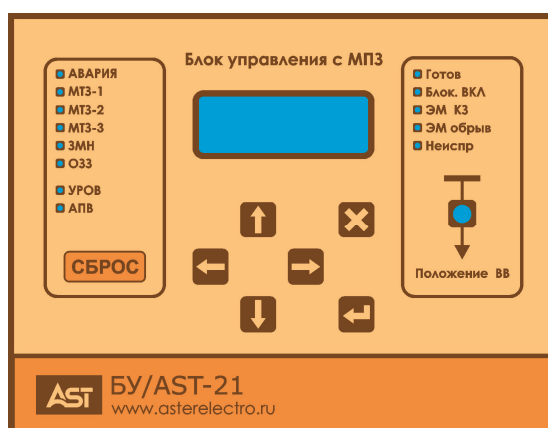 Блок управления с МПЗ
АВАРИЯ
МТЗ-1
МТЗ-2
МТЗ-3
ЗМН
ОЗЗ
УРОВ
АПВ
СБРОС
Готов
Блок. ВКЛ
ЭМ КЗ
ЭМ обрыв
Неиспр
Положение ВВ
AST
БУ/AST-21
www.asterelectro.ru